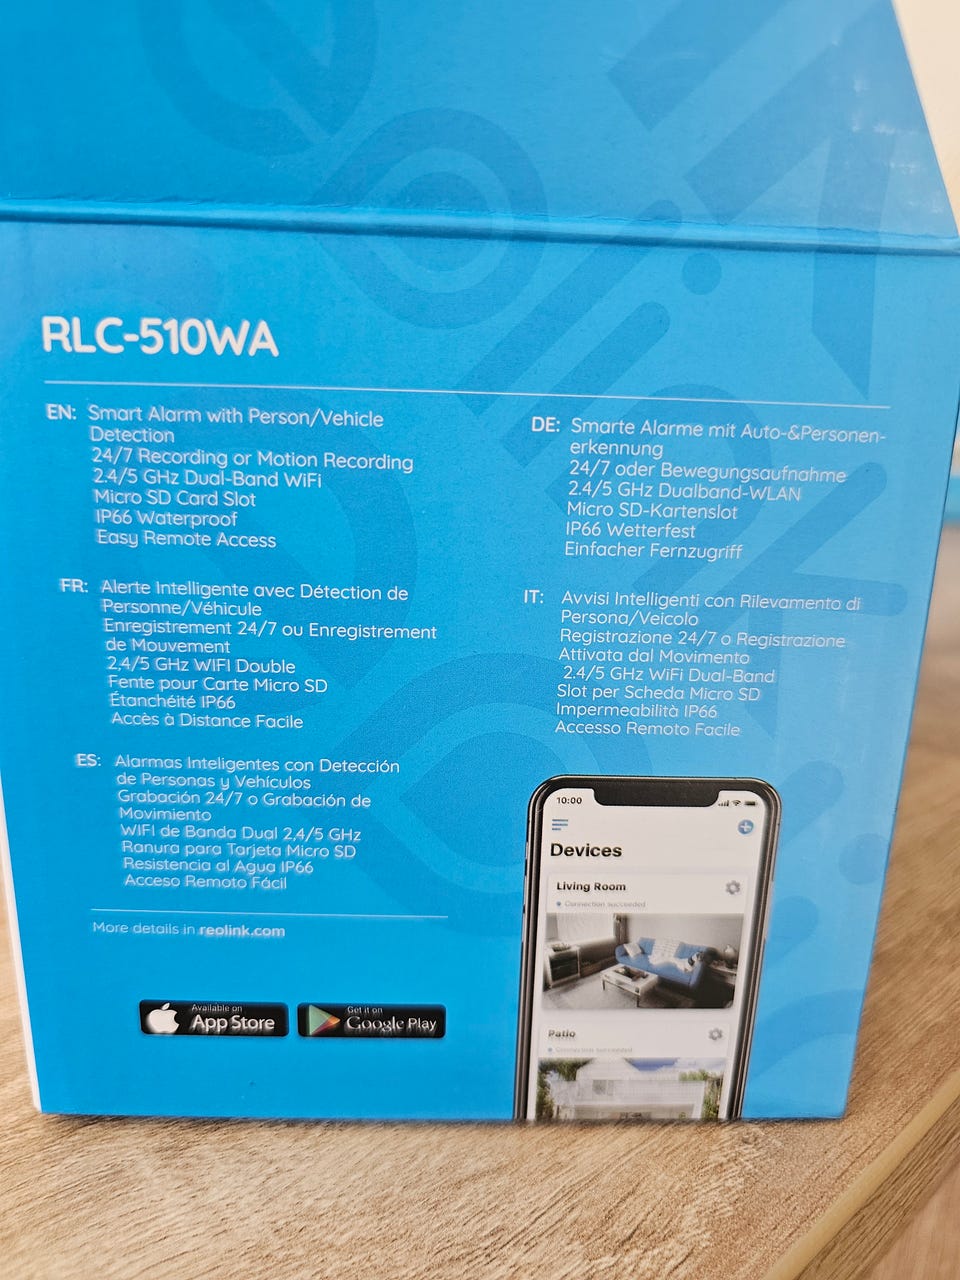 RLC-510WA
EN: Smart Alarm with Person/Vehicle
Detection
24/7 Recording or Motion Recording
2.4/5 GHz Dual-Band WiFi
Micro SD Card Slot
IP66 Waterproof
Easy Remote Access
DE: Smarte Alarme mit Auto-&Personen-
erkennung
24/7 oder Bewegungsaufnahme
2.4/5 GHz Dualband-WLAN
Micro SD-Kartenslot
IP66 Wetterfest
Einfacher Fernzugriff
FR: Alerte Intelligente avec Détection de
Personne/Véhicule
Enregistrement 24/7 ou Enregistrement
de Mouvement
2,4/5 GHz WIFI Double
Fente pour Carte Micro SD
Étanchéité IP66
Accès à Distance Facile
IT: Avvisi Intelligenti con Rilevamento di
Persona/Veicolo
Registrazione 24/7 o Registrazione
Attivata dal Movimento
2.4/5 GHz WiFi Dual-Band
Slot per Scheda Micro SD
Impermeabilità IP66
Accesso Remoto Facile
ES: Alarmas Inteligentes con Detección
de Personas y Vehículos
Grabación 24/7 o Grabación de
Movimiento
WIFI de Banda Dual 2,4/5 GHz
Ranura para Tarjeta Micro SD
Resistencia al Agua IP66
Acceso Remoto Fácil
More details in reolink.com
Available on
App Store
Get it on
Google Play
10:00
Devices
Living Room
Connection succeeded
Patio
Connection succeeded